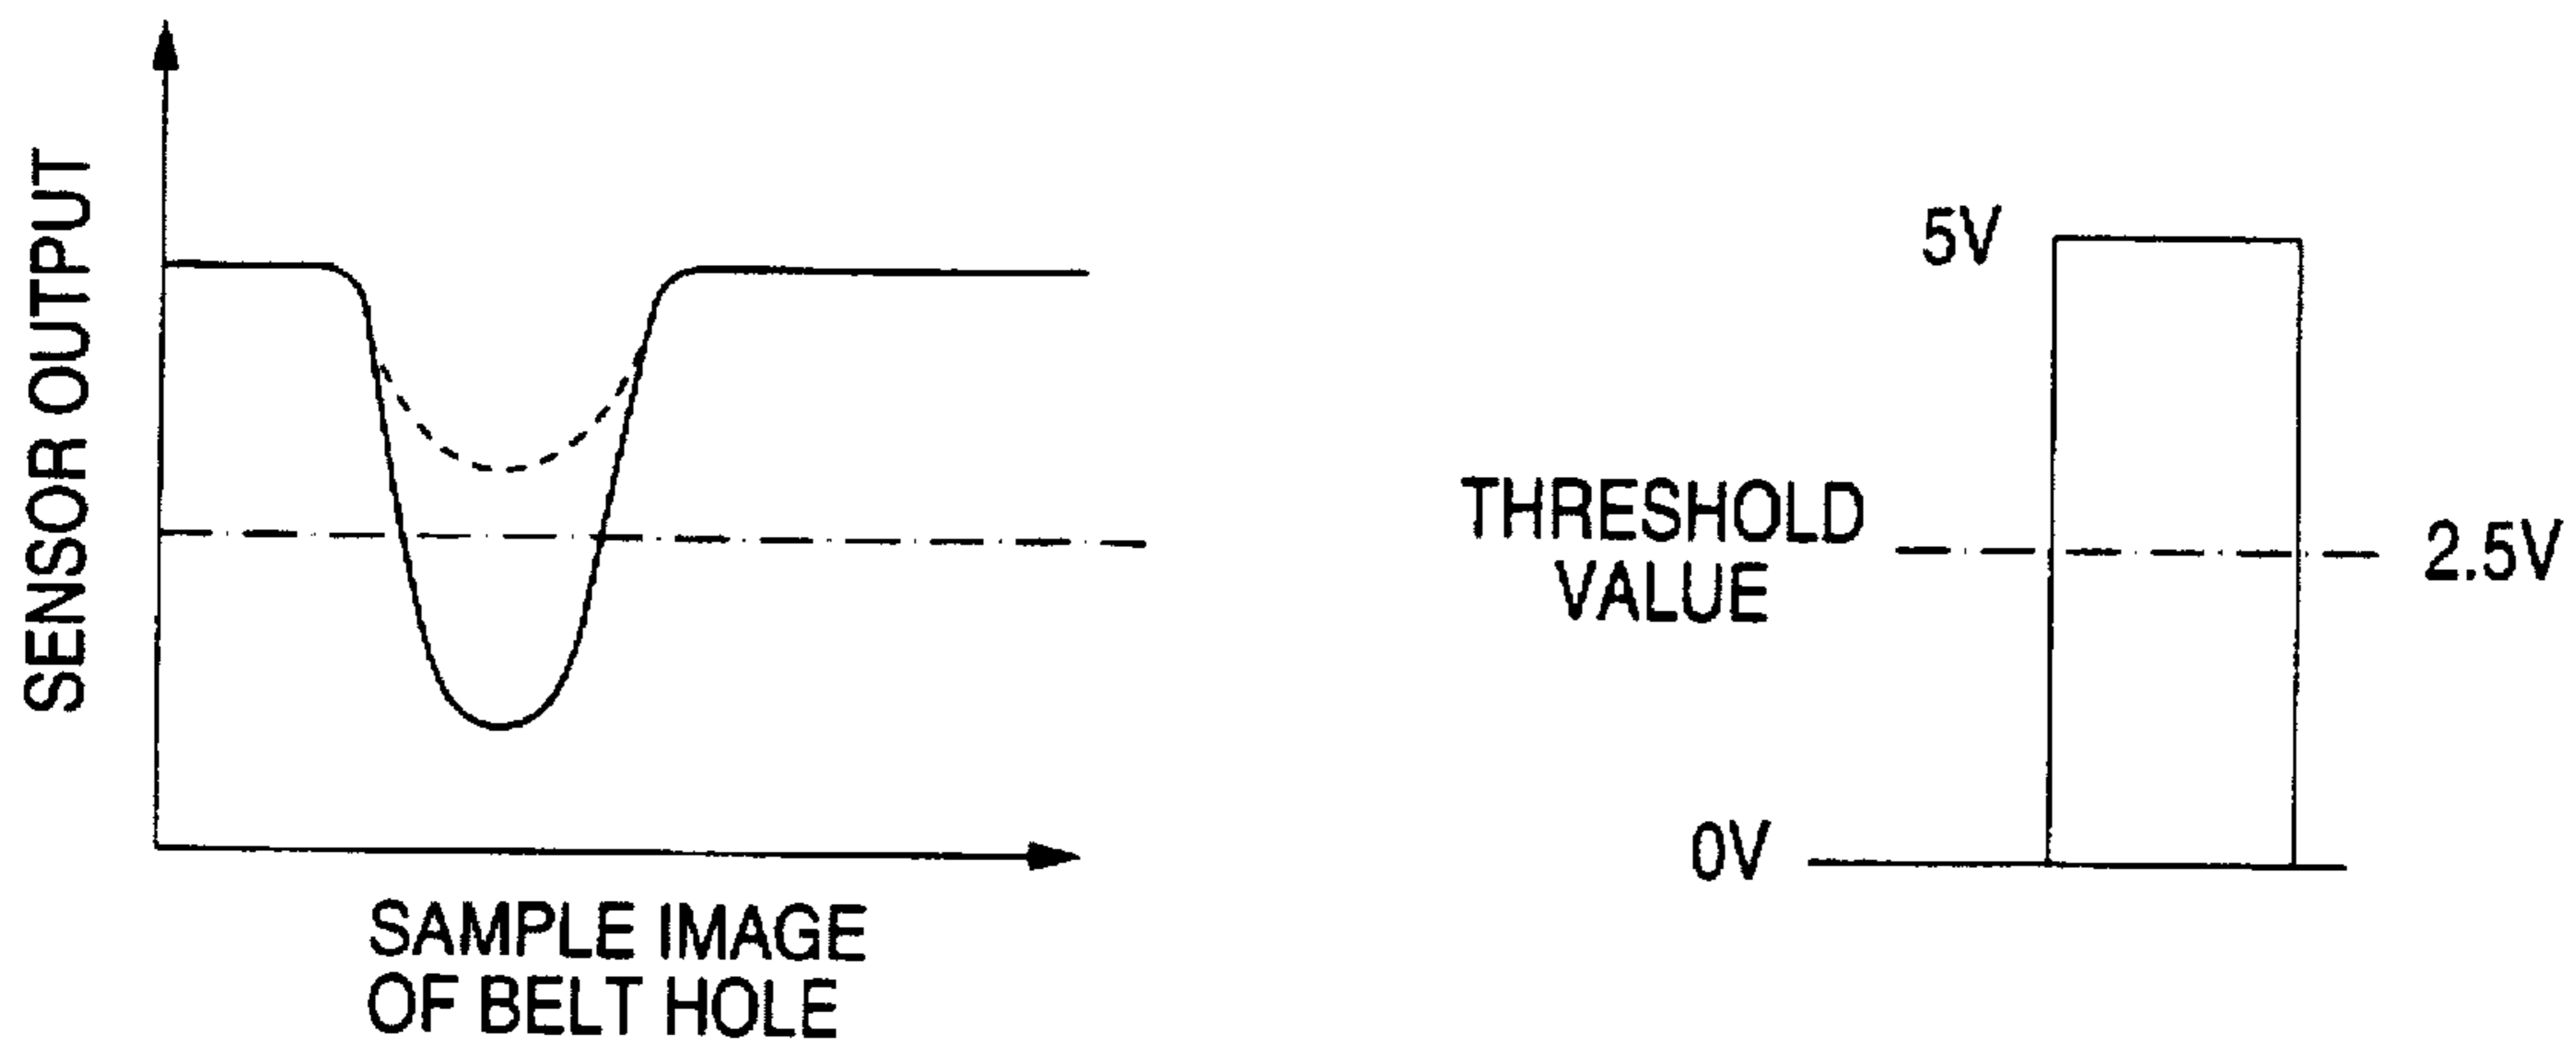 SENSOR OUTPUT
SAMPLE IMAGE
OF BELT HOLE
5V
THRESHOLD
VALUE
2.5V
0V